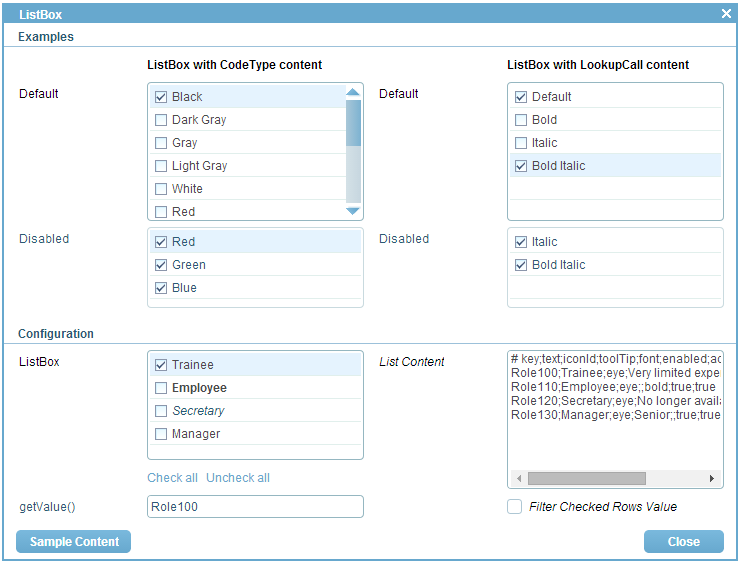 ListBox
Examples
ListBox with CodeType content
ListBox with LookupCall content
Default
Black
Dark Gray
Gray
Light Gray
White
Red
Default
Default
Bold
Italic
Bold Italic
Disabled
Red
Green
Blue
Disabled
Italic
Bold Italic
Configuration
ListBox
Trainee
Employee
Secretary
Manager
Check all Uncheck all
List Content
# key;text;iconId;toolTip;font;enabled;ac
Role100;Trainee;eye;Very limited expe
Role110;Employee;eye;;bold;true;true
Role120;Secretary;eye;No longer availa
Role130;Manager;eye;Senior;;true;true
getValue()
Role100
Filter Checked Rows Value
Sample Content
Close